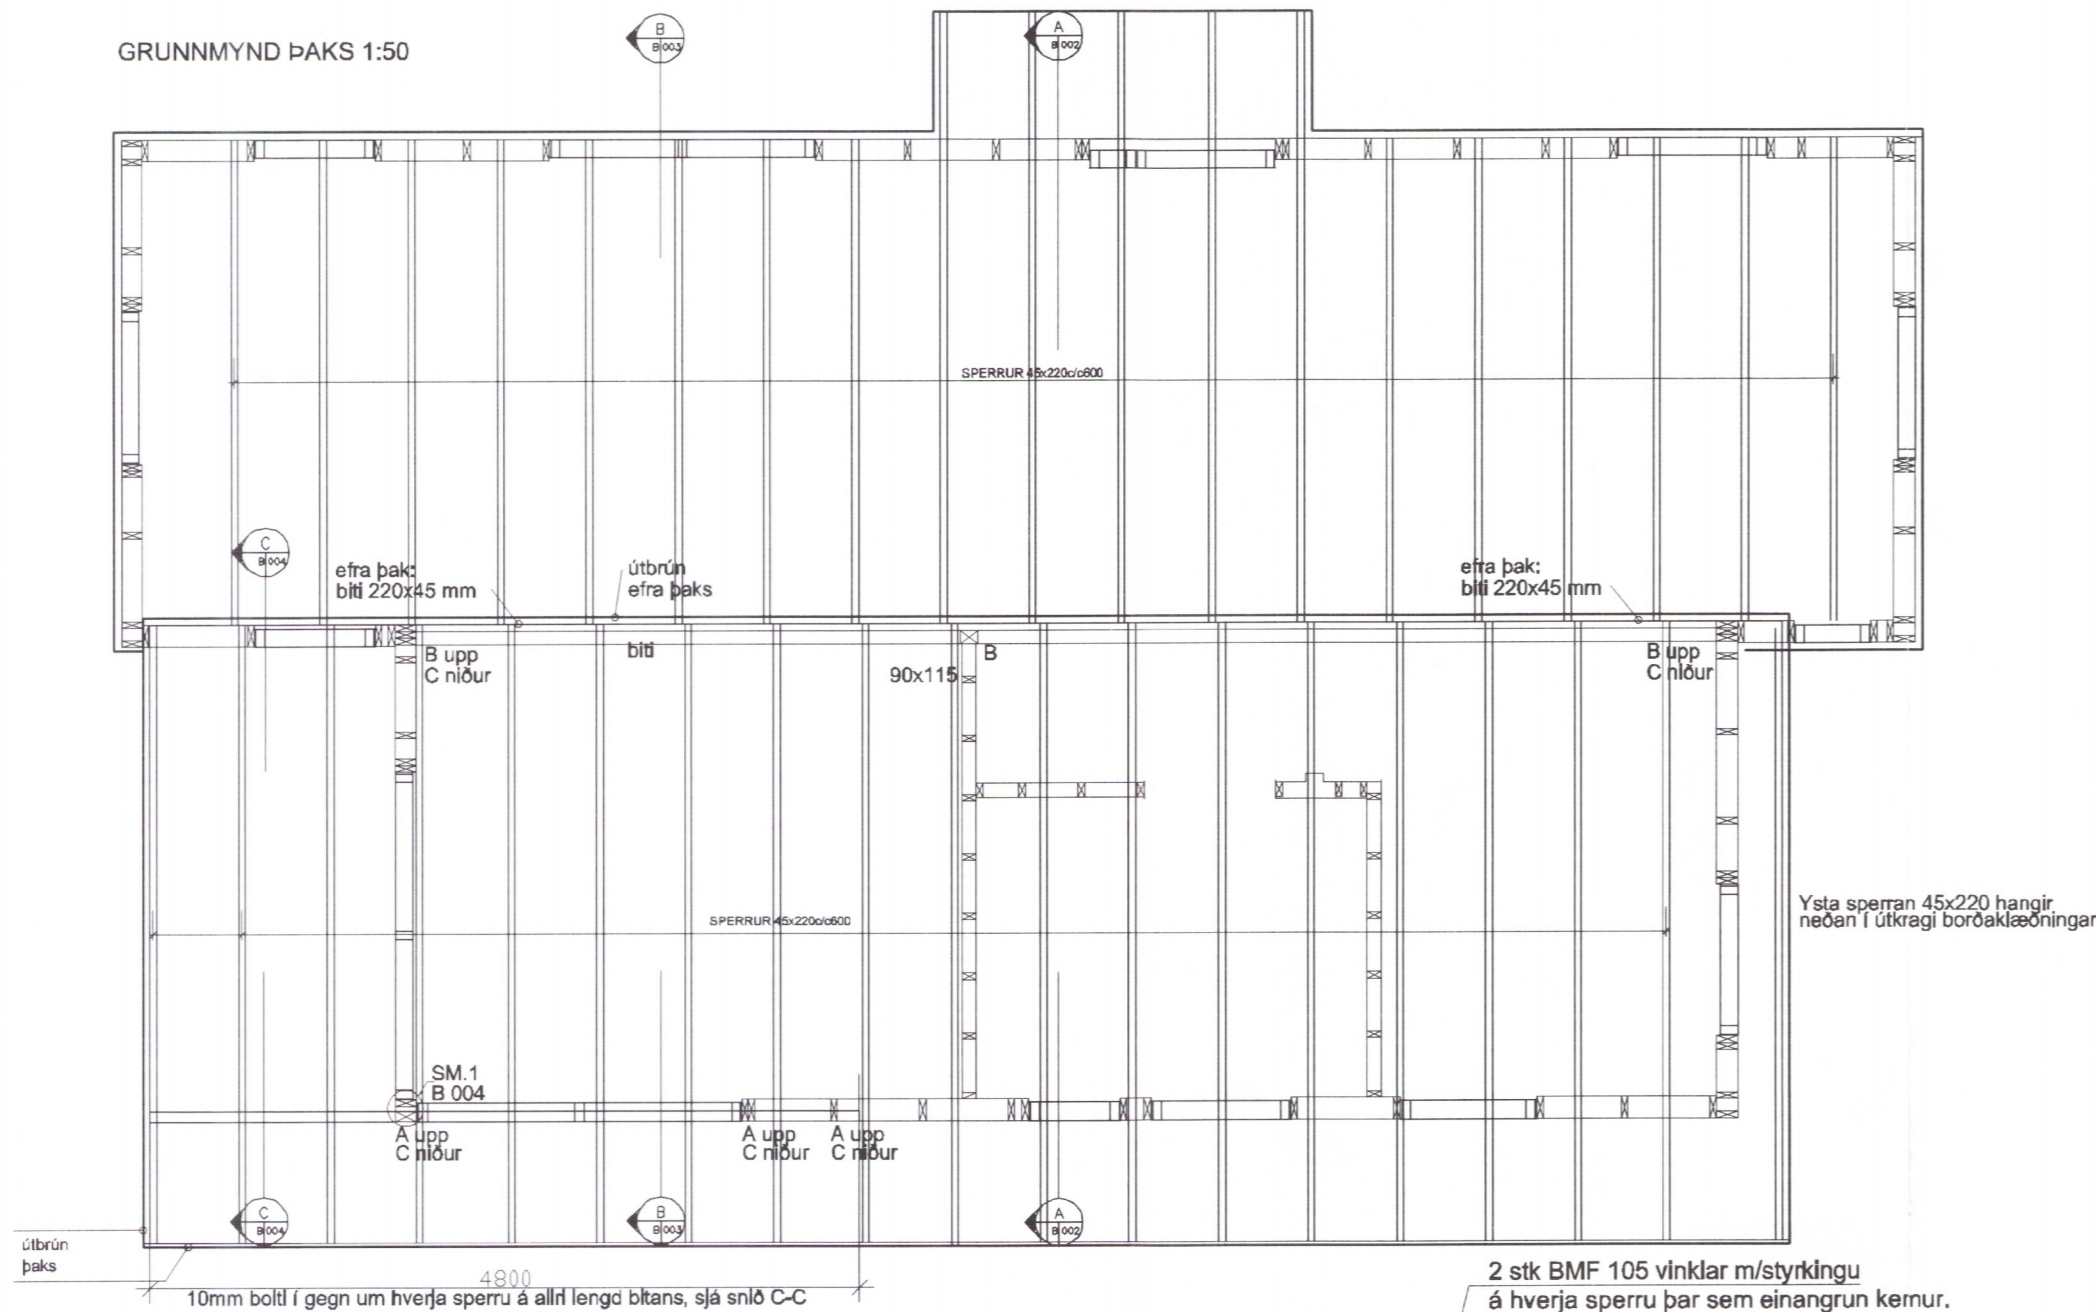 GRUNNMYND ÞAKS 1:50
B
B 003
A
B 002
SPERRUR 45x220c/c600
C
B 004
efra þak:
biti 220x45 mm
útbrún
efra þaks
efra þak:
biti 220x45 mm
B upp
C niður
biti
90x115
B
B upp
C niður
SPERRUR 45x220c/c600
Ysta sperran 45x220 hangir
neðan í útkragi borðaklæðningar
SM.1
B 004
A upp
C niður
A upp
C niður
A upp
C niður
C
B 004
B
B 003
A
B 002
útbrún
þaks
4800
10mm bolti í gegn um hverja sperru á allri lengd bitans, sjá snið C-C
2 stk BMF 105 vinklar m/styrkingu
á hverja sperru þar sem einangrun kemur.